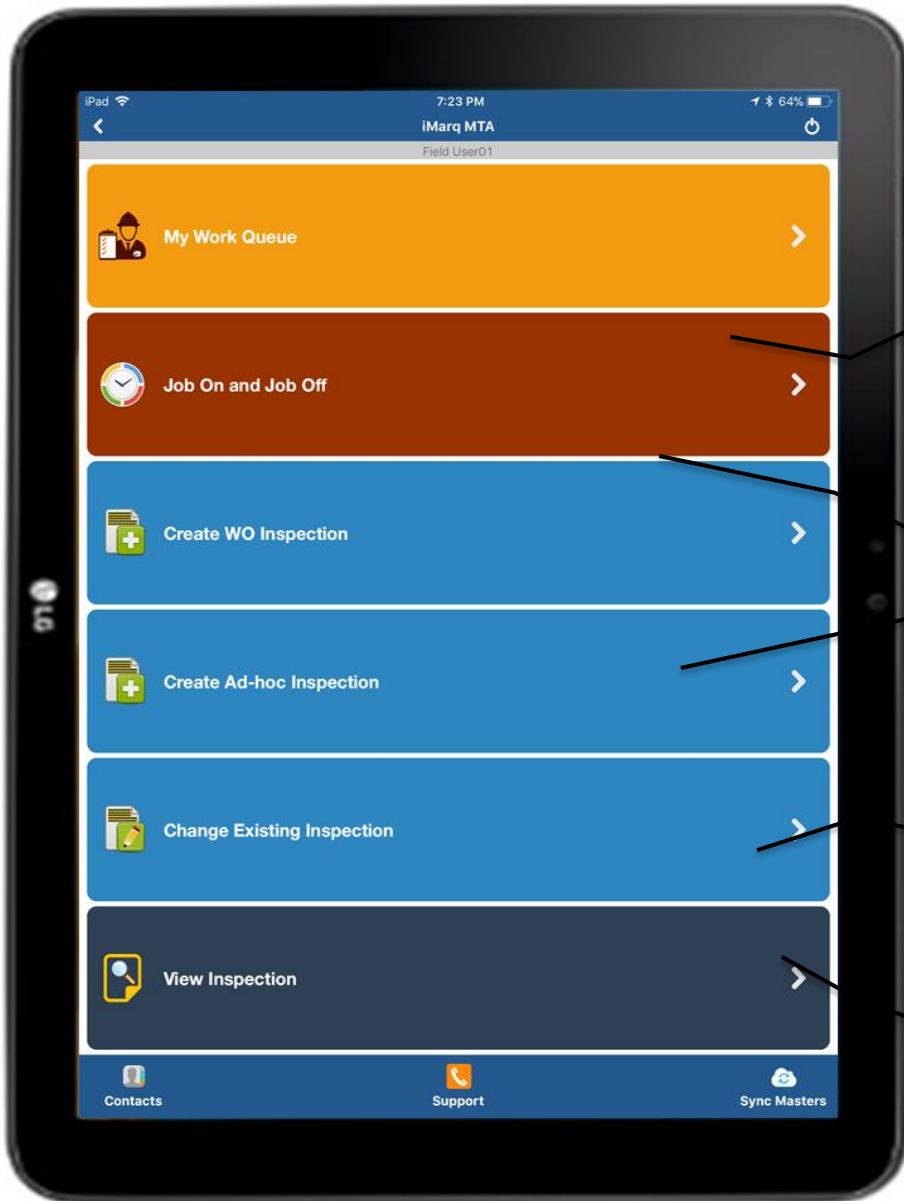 iPad 7:23 PM 64%
iMarq MTA
Field User01
My Work Queue
Job On and Job Off
Create WO Inspection
Create Ad-hoc Inspection
Change Existing Inspection
View Inspection
Contacts Support Sync Masters
LG